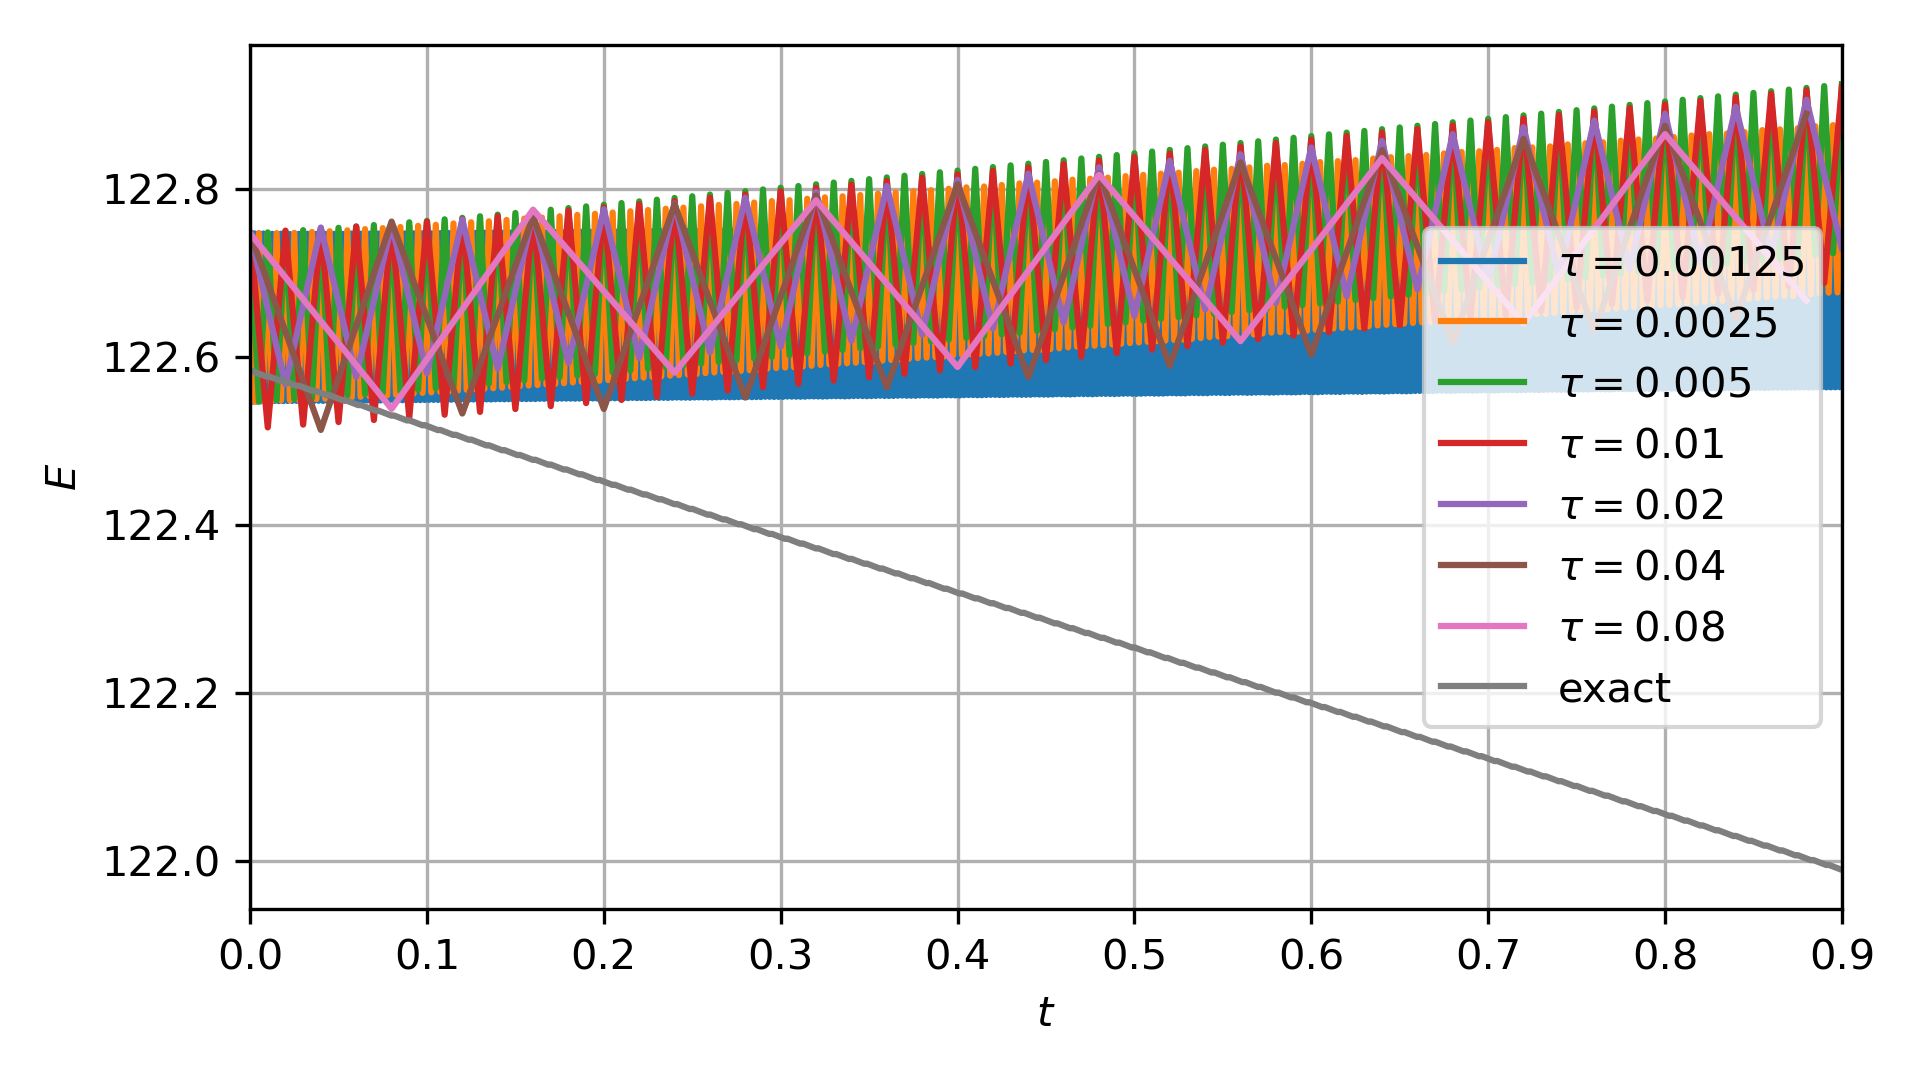 E
122.8
122.6
122.4
122.2
122.0
τ = 0.00125
τ = 0.0025
τ = 0.005
τ = 0.01
τ = 0.02
τ = 0.04
τ = 0.08
exact
0.0 0.1 0.2 0.3 0.4 0.5 0.6 0.7 0.8 0.9
t